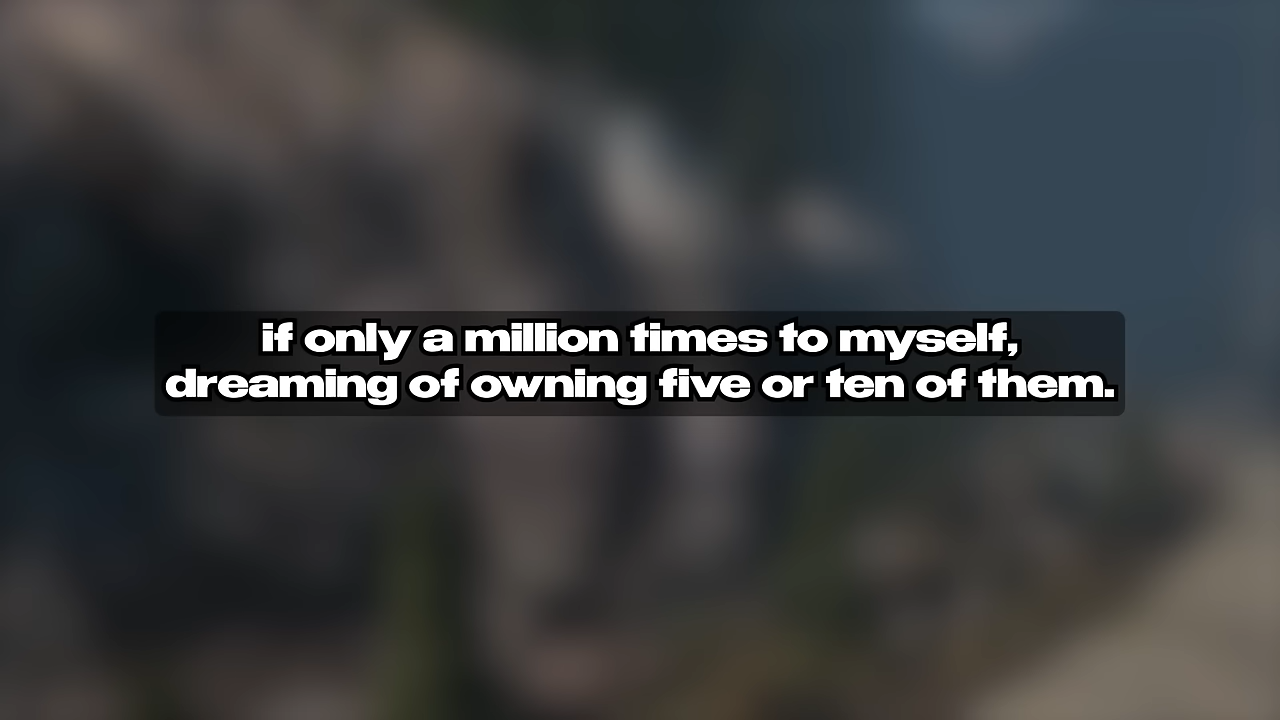 if only a million times to myself,
dreaming of owning five or ten of them.